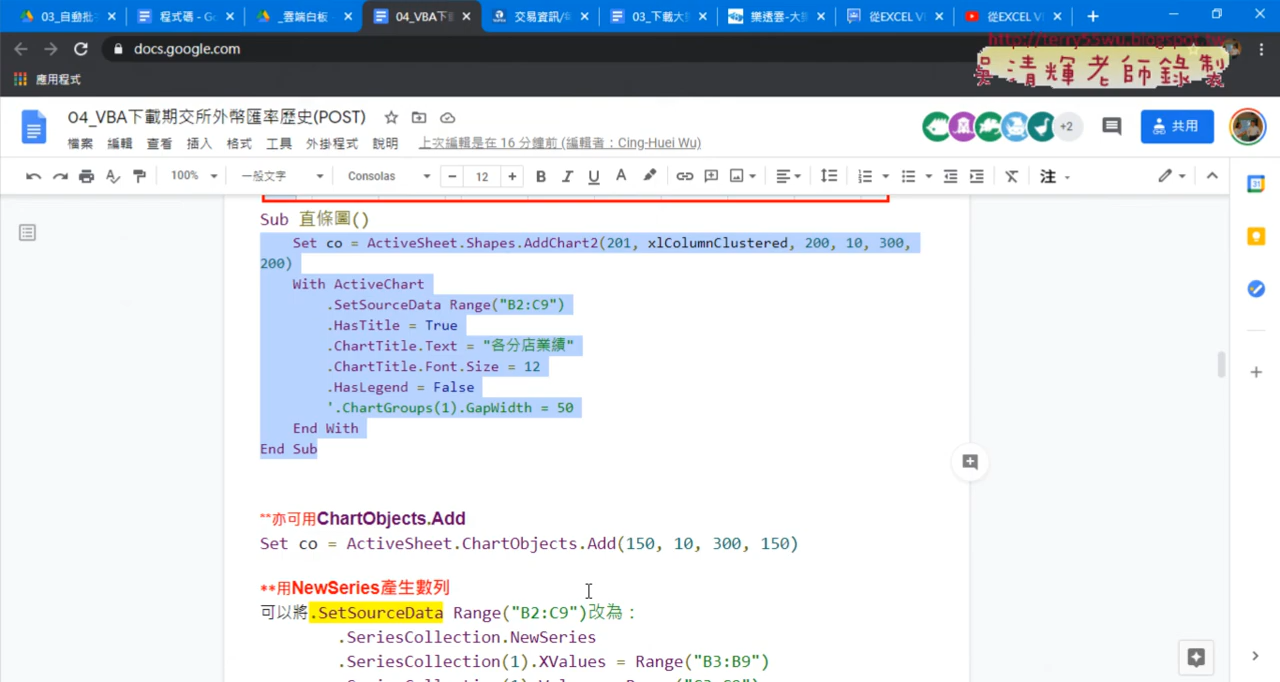 03_自動批
程式碼 - Go
_雲端白板
04_VBA下
交易資訊/
03_下載大
樂透雲-大
從EXCEL V
從EXCEL VI
docs.google.com
http://terry55wu.blogspot.tw
吳清輝老師錄製
應用程式
04_VBA下載期交所外幣匯率歷史(POST)
+2
共用
檔案 編輯 查看 插入 格式 工具 外掛程式 說明 上次編輯是在 16 分鐘前 (編輯者：Cing-Huei Wu)
100% 一般文字 Consolas 12 B I U A 注
Sub 直條圖()
Set co = ActiveSheet.Shapes.AddChart2(201, xlColumnClustered, 200, 10, 300,
200)
With ActiveChart
.SetSourceData Range("B2:C9")
.HasTitle = True
.ChartTitle.Text = "各分店業績"
.ChartTitle.Font.Size = 12
.HasLegend = False
'.ChartGroups(1).GapWidth = 50
End With
End Sub
**亦可用ChartObjects.Add
Set co = ActiveSheet.ChartObjects.Add(150, 10, 300, 150)
**用NewSeries產生數列
可以將.SetSourceData Range("B2:C9")改為：
.SeriesCollection.NewSeries
.SeriesCollection(1).XValues = Range("B3:B9")